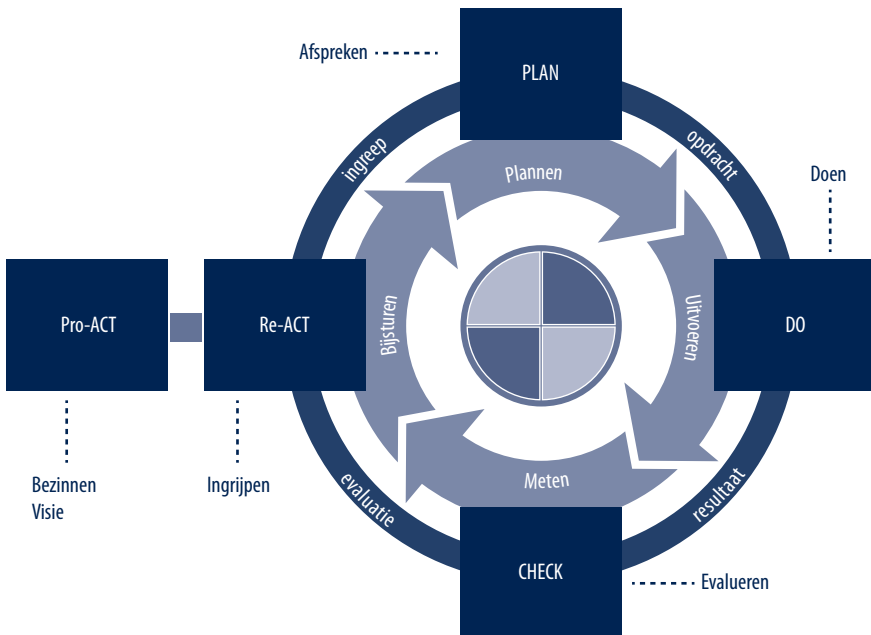 Afspreken
PLAN
ingreep
opdracht
Plannen
Doen
Pro-ACT
Re-ACT
Bijsturen
Uitvoeren
DO
Bezinnen
Visie
Ingrijpen
evaluatie
Meten
resultaat
CHECK
Evalueren